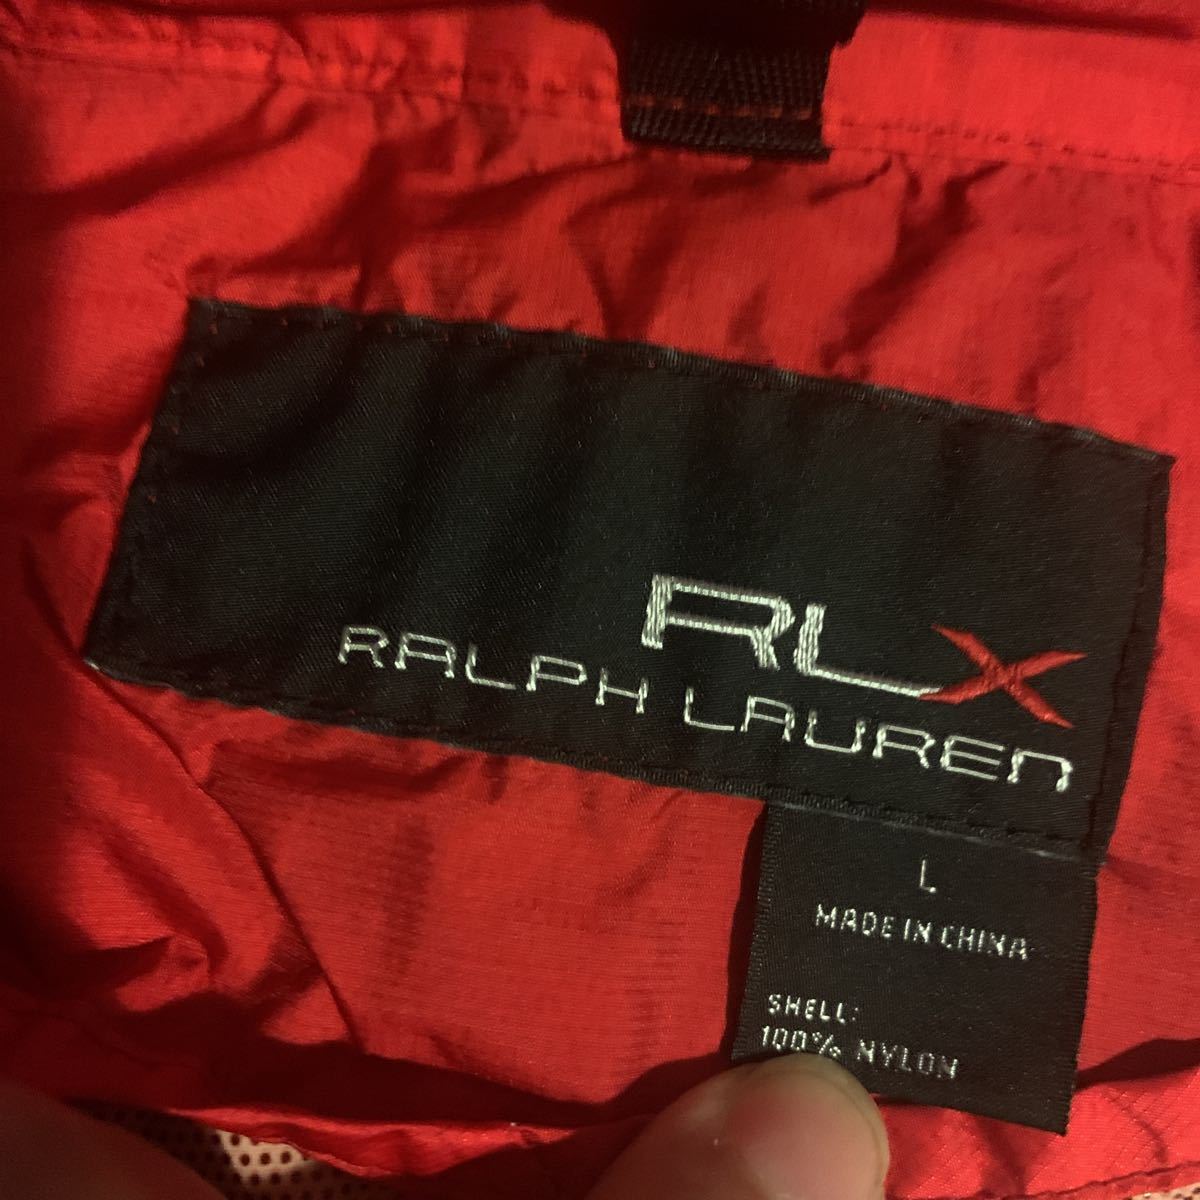 RLX
RALPH LAUREN
L
MADE IN CHINA
SHELL:
100% NYLON